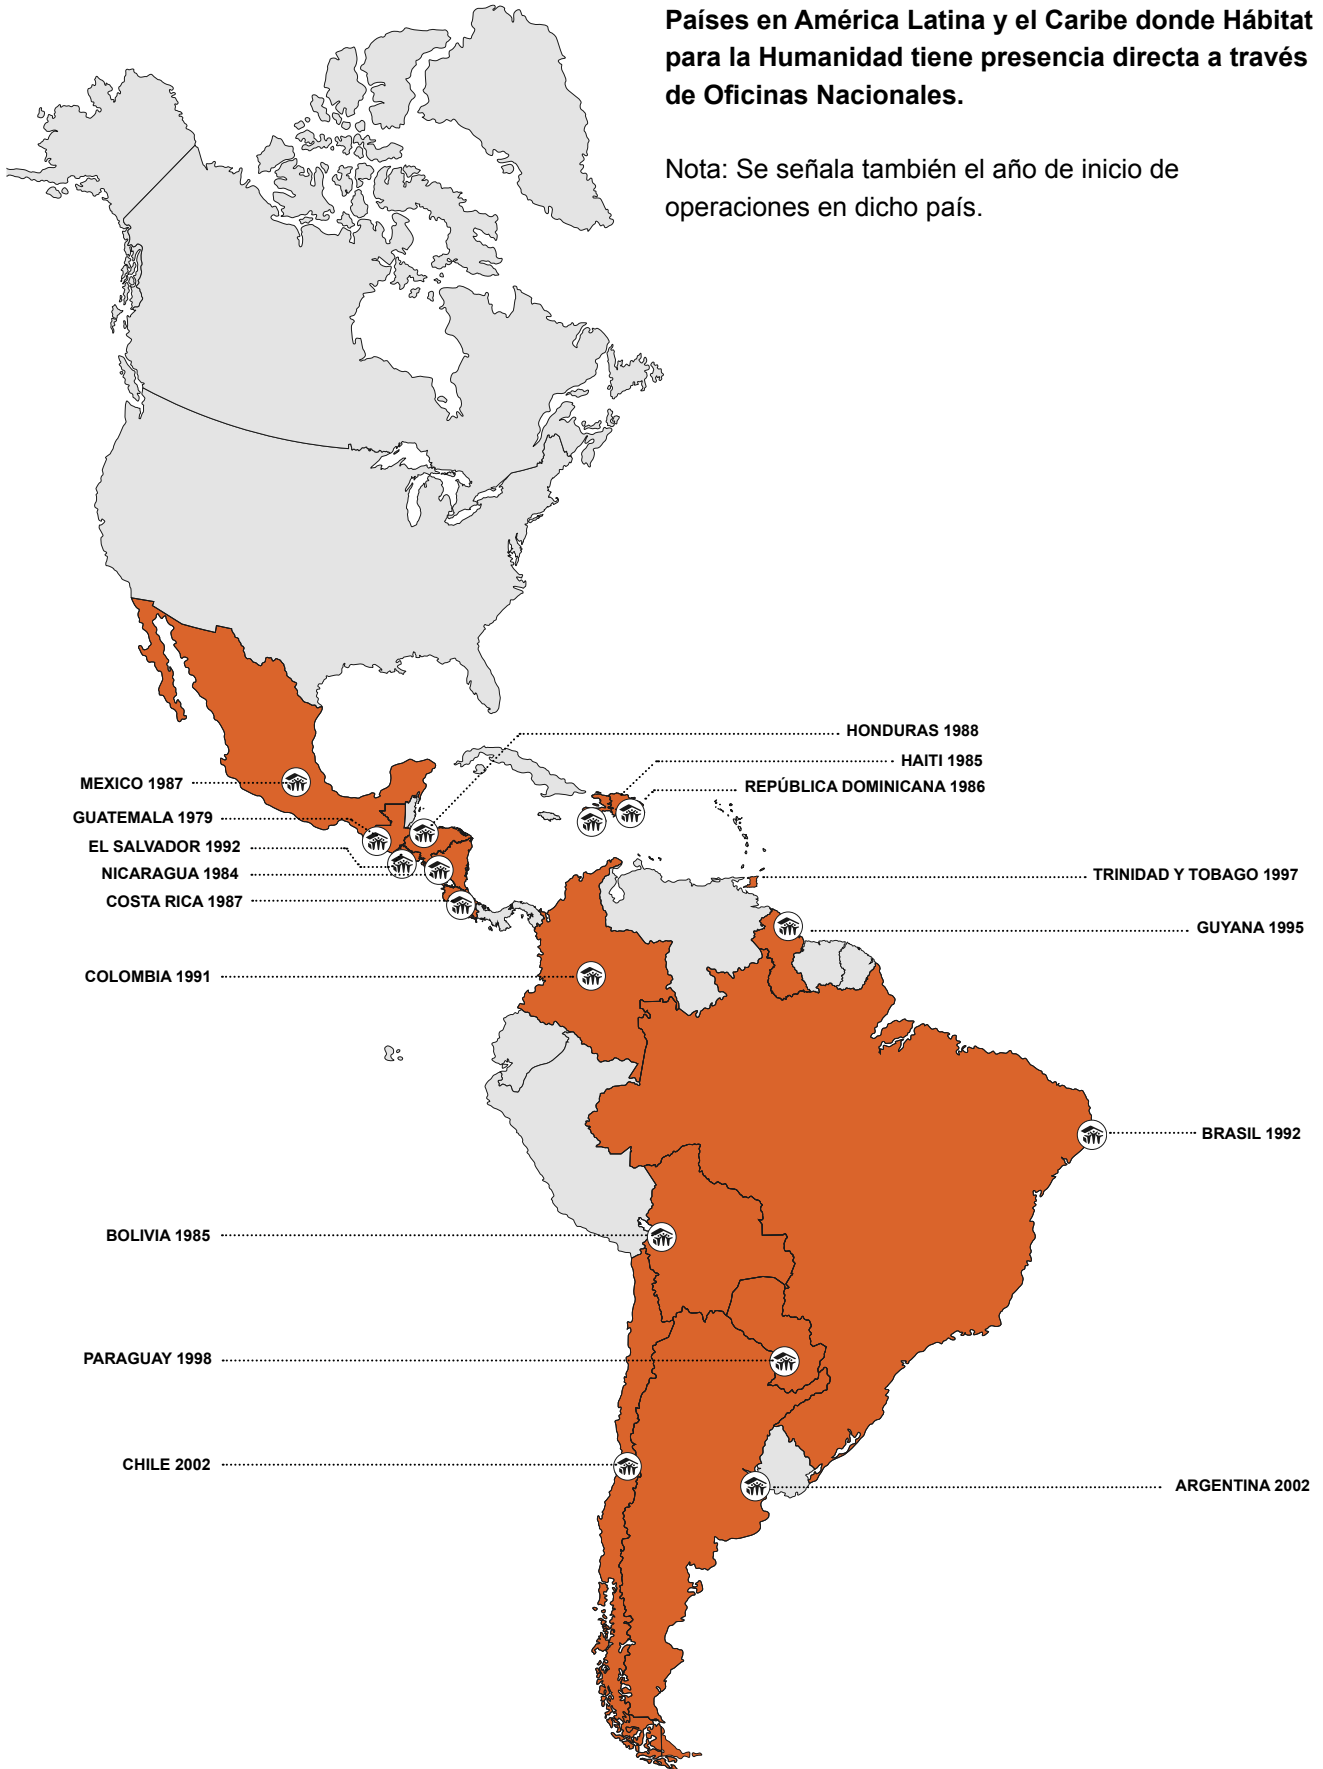 Países en América Latina y el Caribe donde Hábitat
para la Humanidad tiene presencia directa a través
de Oficinas Nacionales.
Nota: Se señala también el año de inicio de
operaciones en dicho país.
HONDURAS 1988
HAITI 1985
REPÚBLICA DOMINICANA 1986
MEXICO 1987
GUATEMALA 1979
EL SALVADOR 1992
NICARAGUA 1984
COSTA RICA 1987
TRINIDAD Y TOBAGO 1997
GUYANA 1995
COLOMBIA 1991
BRASIL 1992
BOLIVIA 1985
PARAGUAY 1998
CHILE 2002
ARGENTINA 2002